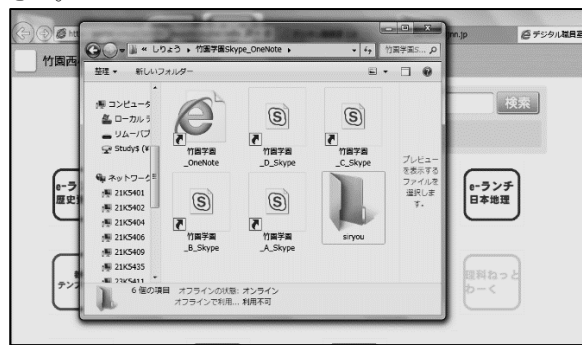 nn.jp
デジタル職員室
竹園西
« しりょう ▸ 竹園学園Skype_OneNote ▸
竹園学園S...
整理 ▾ 新しいフォルダー
検索
コンピュータ
ローカル
リムーバブ
Study$ (¥
ネットワーク
21K5401
21K5402
21K5404
21K5406
21K5409
21K5435
23K5411
竹園学園
_OneNote
竹園学園
_D_Skype
竹園学園
_C_Skype
竹園学園
_B_Skype
竹園学園
_A_Skype
siryou
プレビュー
を表示する
ファイルを
選択しま
す。
6 個の項目 オフラインの状態: オンライン
オフラインで利用... 利用不可
e-ラン
歴史
e-ランチ
日本地理
テンプ
理科ねっと
わーく